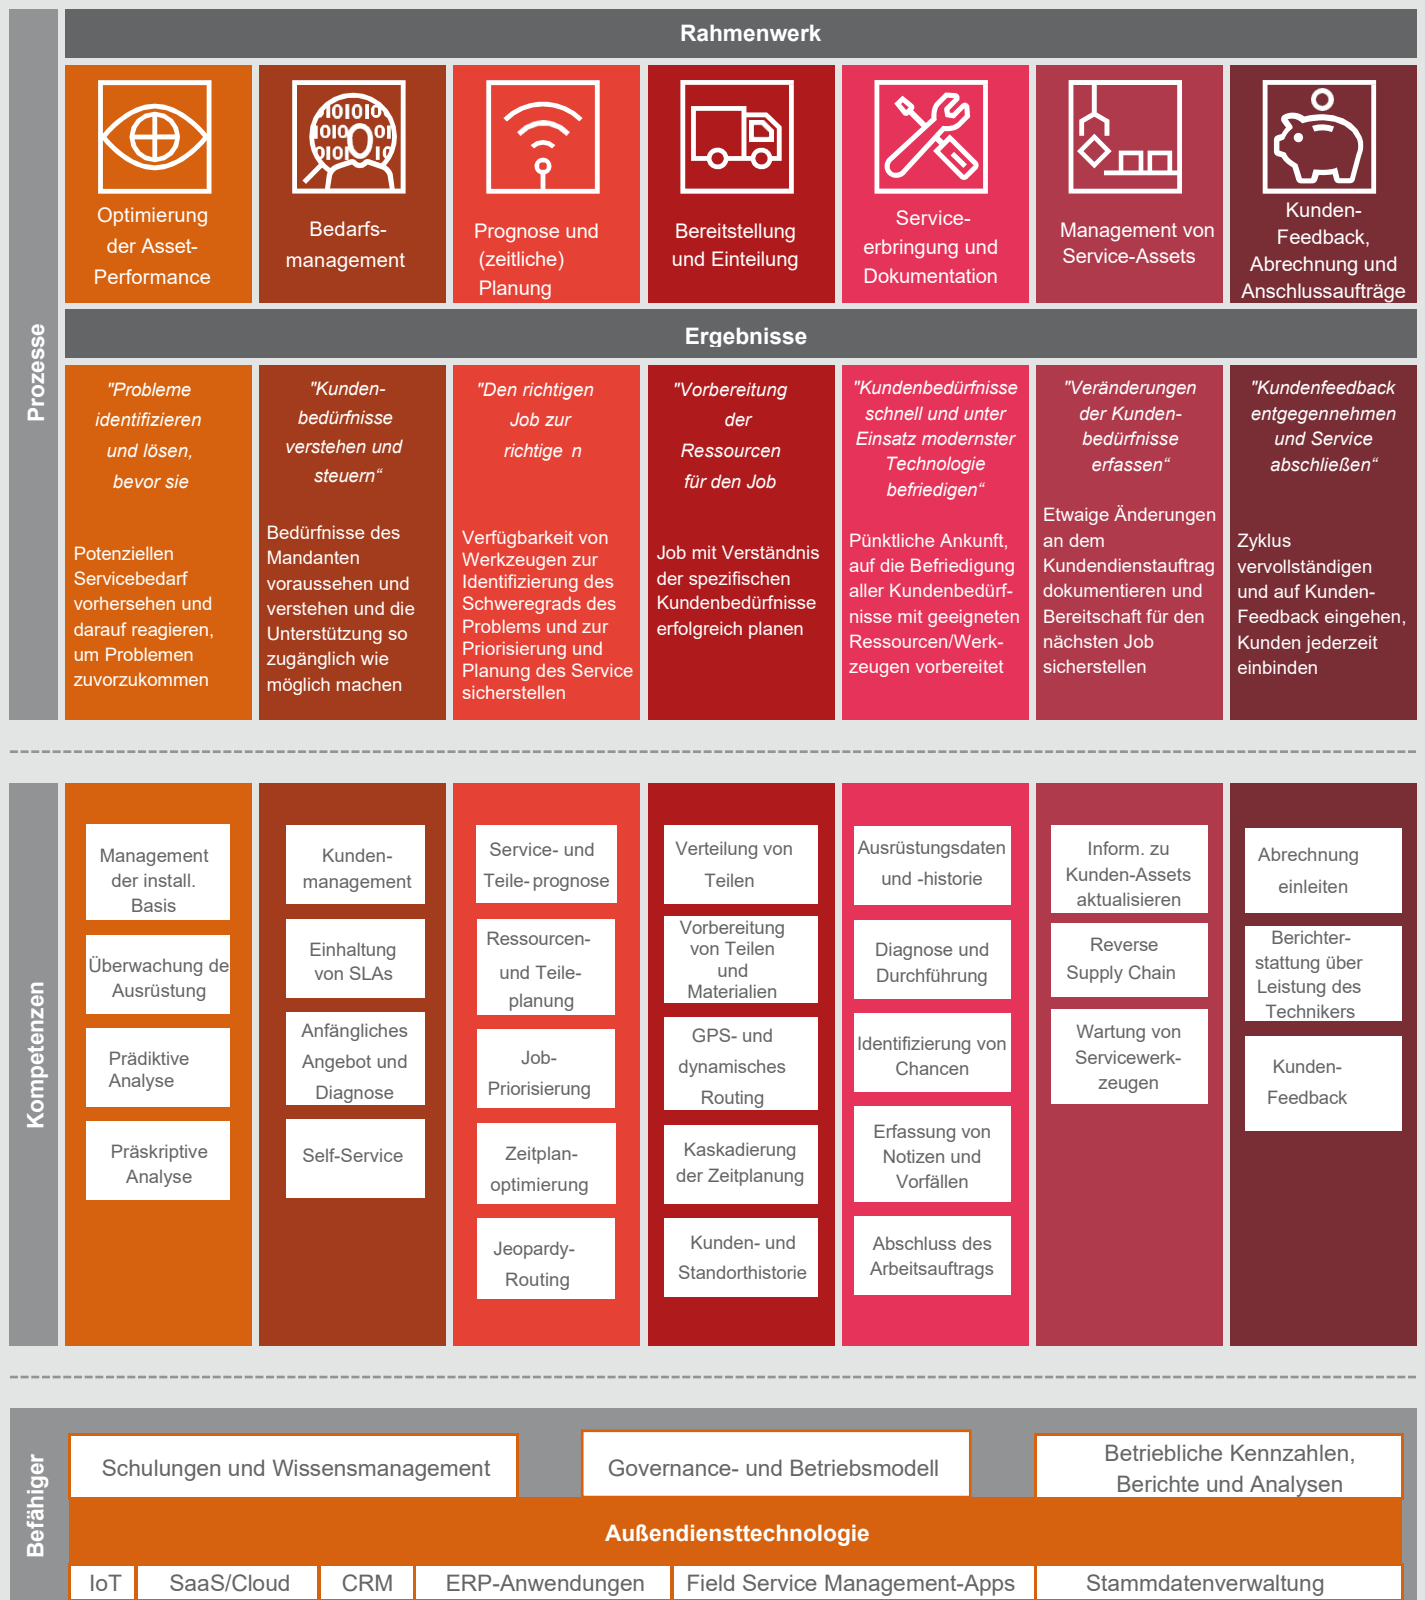 Rahmenwerk
Prozesse
Optimierung
der Asset-
Performance
Bedarfs-
management
Prognose und
(zeitliche)
Planung
Bereitstellung
und Einteilung
Service-
erbringung und
Dokumentation
Management von
Service-Assets
Kunden-
Feedback,
Abrechnung und
Anschlussaufträge
Ergebnisse
"Probleme
identifizieren
und lösen,
bevor sie
"Kunden-
bedürfnisse
verstehen und
steuern“
"Den richtigen
Job zur
richtige n
"Vorbereitung
der
Ressourcen
für den Job
"Kundenbedürfnisse
schnell und unter
Einsatz modernster
Technologie
befriedigen“
"Veränderungen
der Kunden-
bedürfnisse
erfassen“
"Kundenfeedback
entgegennehmen
und Service
abschließen“
Potenziellen
Servicebedarf
vorhersehen und
darauf reagieren,
um Problemen
zuvorzukommen
Bedürfnisse des
Mandanten
voraussehen und
verstehen und die
Unterstützung so
zugänglich wie
möglich machen
Verfügbarkeit von
Werkzeugen zur
Identifizierung des
Schweregrads des
Problems und zur
Priorisierung und
Planung des Service
sicherstellen
Job mit Verständnis
der spezifischen
Kundenbedürfnisse
erfolgreich planen
Pünktliche Ankunft,
auf die Befriedigung
aller Kundenbedürf-
nisse mit geeigneten
Ressourcen/Werk-
zeugen vorbereitet
Etwaige Änderungen
an dem
Kundendienstauftrag
dokumentieren und
Bereitschaft für den
nächsten Job
sicherstellen
Zyklus
vervollständigen
und auf Kunden-
Feedback eingehen,
Kunden jederzeit
einbinden
Kompetenzen
Management
der install.
Basis
Überwachung de
Ausrüstung
Prädiktive
Analyse
Präskriptive
Analyse
Kunden-
management
Einhaltung
von SLAs
Anfängliches
Angebot und
Diagnose
Self-Service
Service- und
Teile-prognose
Ressourcen-
und Teile-
planung
Job-
Priorisierung
Zeitplan-
optimierung
Jeopardy-
Routing
Verteilung von
Teilen
Vorbereitung
von Teilen
und
Materialien
GPS- und
dynamisches
Routing
Kaskadierung
der Zeitplanung
Kunden- und
Standorthistorie
Ausrüstungsdaten
und -historie
Diagnose und
Durchführung
Identifizierung von
Chancen
Erfassung von
Notizen und
Vorfällen
Abschluss des
Arbeitsauftrags
Inform. zu
Kunden-Assets
aktualisieren
Reverse
Supply Chain
Wartung von
Servicewerk-
zeugen
Abrechnung
einleiten
Berichter-
stattung über
Leistung des
Technikers
Kunden-
Feedback
Befähiger
Schulungen und Wissensmanagement
Governance- und Betriebsmodell
Betriebliche Kennzahlen,
Berichte und Analysen
Außendiensttechnologie
IoT
SaaS/Cloud
CRM
ERP-Anwendungen
Field Service Management-Apps
Stammdatenverwaltung